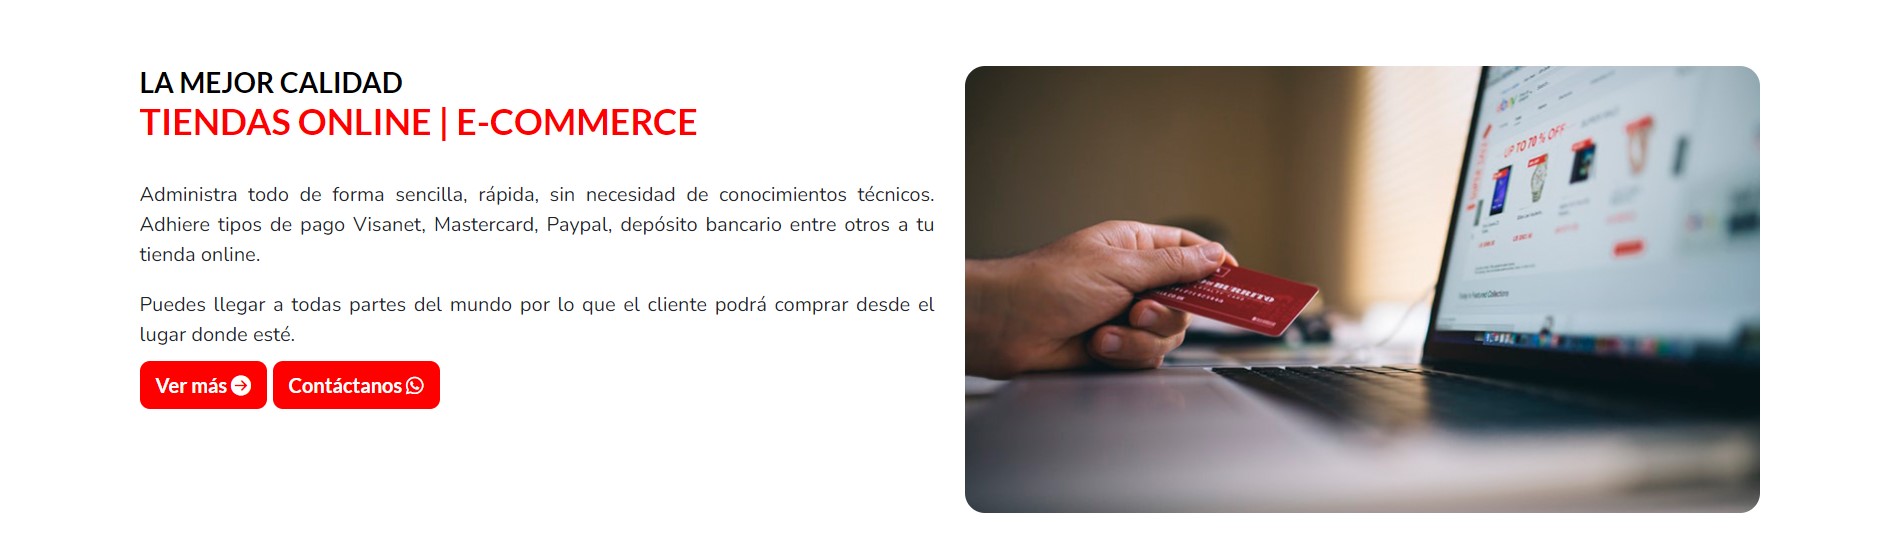 LA MEJOR CALIDAD
TIENDAS ONLINE | E-COMMERCE
Administra todo de forma sencilla, rápida, sin necesidad de conocimientos técnicos.
Adhiere tipos de pago Visanet, Mastercard, Paypal, depósito bancario entre otros a tu
tienda online.
Puedes llegar a todas partes del mundo por lo que el cliente podrá comprar desde el
lugar donde esté.
Ver más
Contáctanos
UP TO 70 % OFF
BURRITO